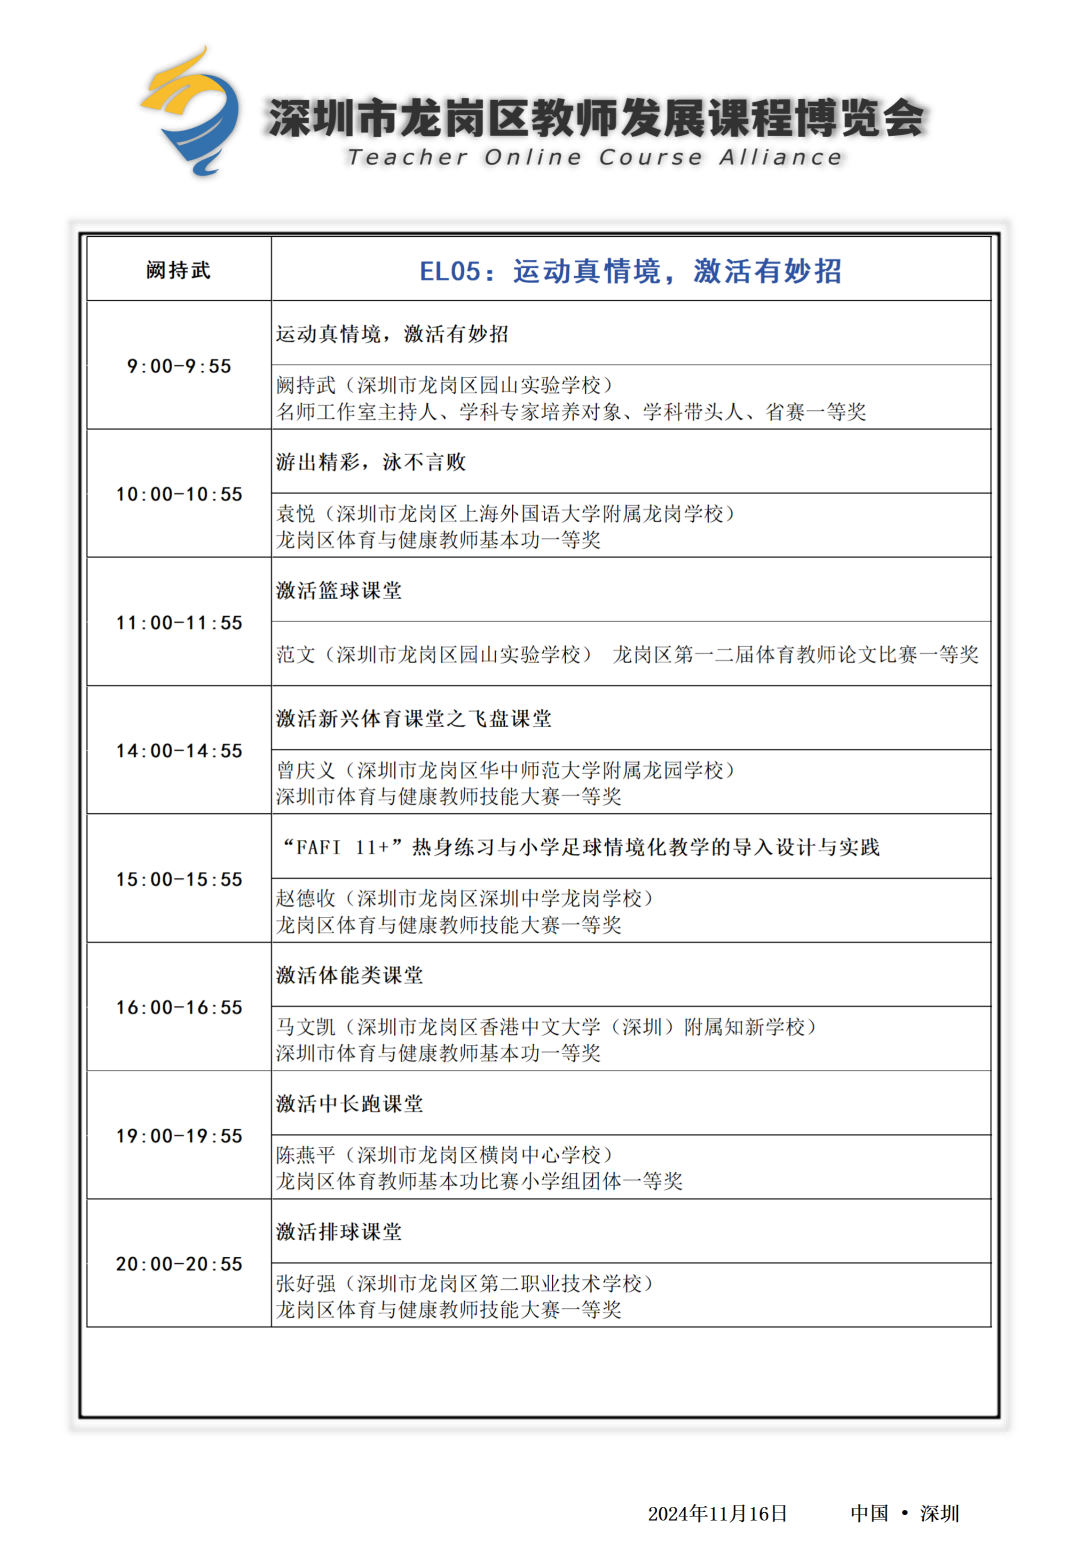 深圳市龙岗区教师发展课程博览会
Teacher Online Course Alliance
阙持武
EL05：运动真情境，激活有妙招
9:00-9:55
运动真情境，激活有妙招
阙持武（深圳市龙岗区园山实验学校）
名师工作室主持人、学科专家培养对象、学科带头人、省赛一等奖
10:00-10:55
游出精彩，泳不言败
袁悦（深圳市龙岗区上海外国语大学附属龙岗学校）
龙岗区体育与健康教师基本功一等奖
11:00-11:55
激活篮球课堂
范文（深圳市龙岗区园山实验学校） 龙岗区第一二届体育教师论文比赛一等奖
14:00-14:55
激活新兴体育课堂之飞盘课堂
曾庆义（深圳市龙岗区华中师范大学附属龙园学校）
深圳市体育与健康教师技能大赛一等奖
15:00-15:55
“FAFI 11+”热身练习与小学足球情境化教学的导入设计与实践
赵德收（深圳市龙岗区深圳中学龙岗学校）
龙岗区体育与健康教师技能大赛一等奖
16:00-16:55
激活体能类课堂
马文凯（深圳市龙岗区香港中文大学（深圳）附属知新学校）
深圳市体育与健康教师基本功一等奖
19:00-19:55
激活中长跑课堂
陈燕平（深圳市龙岗区横岗中心学校）
龙岗区体育教师基本功比赛小学组团体一等奖
20:00-20:55
激活排球课堂
张好强（深圳市龙岗区第二职业技术学校）
龙岗区体育与健康教师技能大赛一等奖
2024年11月16日 中国 • 深圳